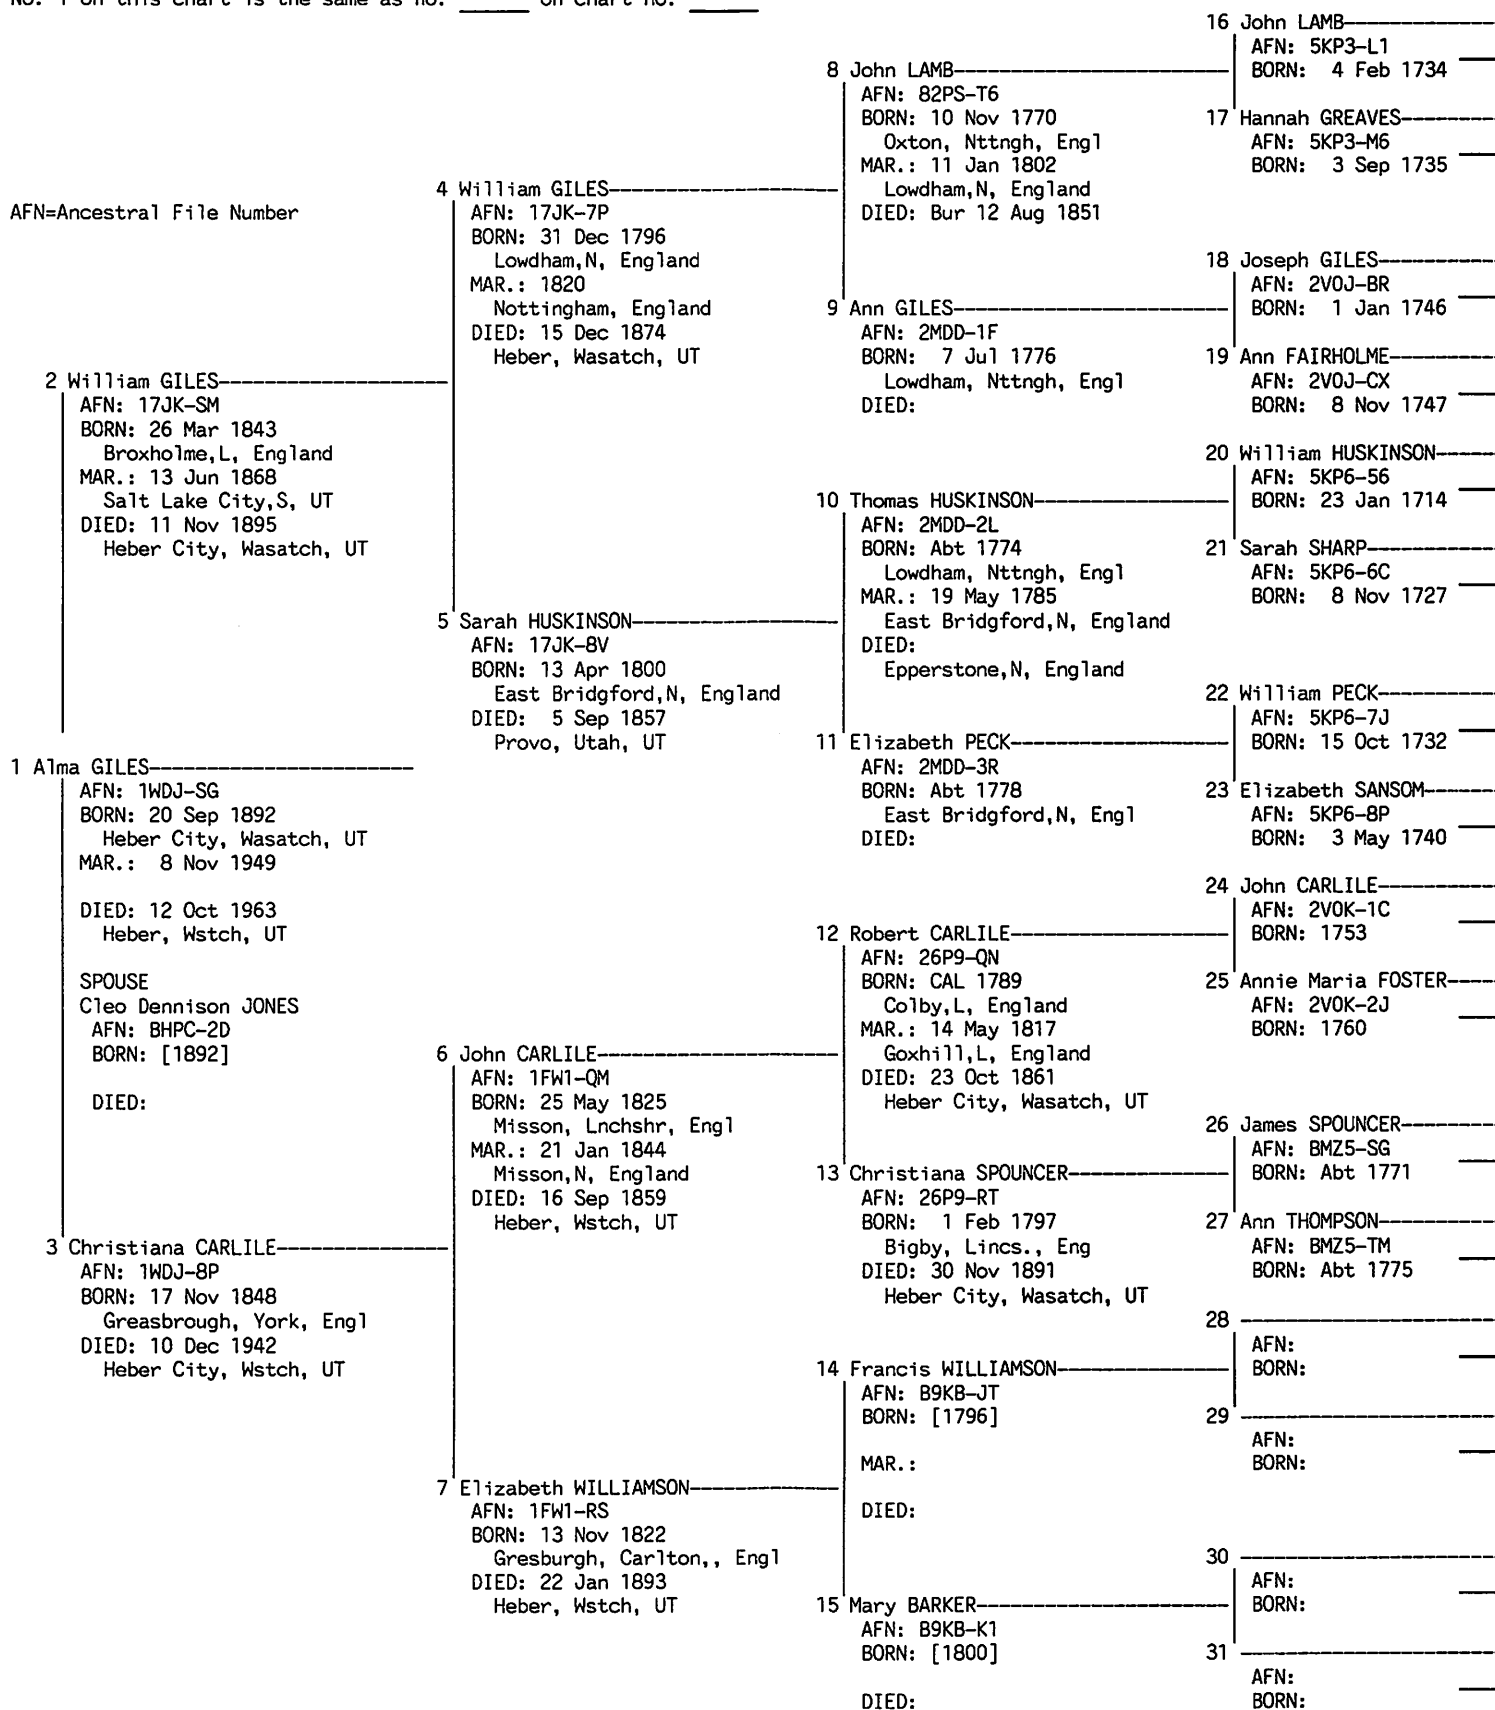 No. 1 on this chart is the same as no. ______ on chart no. ______
AFN=Ancestral File Number
1 Alma GILES
AFN: 1WDJ-SG
BORN: 20 Sep 1892
Heber City, Wasatch, UT
MAR.: 8 Nov 1949
DIED: 12 Oct 1963
Heber, Wstch, UT
SPOUSE
Cleo Dennison JONES
AFN: BHPC-2D
BORN: [1892]
DIED:
2 William GILES
AFN: 17JK-SM
BORN: 26 Mar 1843
Broxholme,L, England
MAR.: 13 Jun 1868
Salt Lake City,S, UT
DIED: 11 Nov 1895
Heber City, Wasatch, UT
3 Christiana CARLILE
AFN: 1WDJ-8P
BORN: 17 Nov 1848
Greasbrough, York, Engl
DIED: 10 Dec 1942
Heber City, Wstch, UT
4 William GILES
AFN: 17JK-7P
BORN: 31 Dec 1796
Lowdham,N, England
MAR.: 1820
Nottingham, England
DIED: 15 Dec 1874
Heber, Wasatch, UT
5 Sarah HUSKINSON
AFN: 17JK-8V
BORN: 13 Apr 1800
East Bridgford,N, England
DIED: 5 Sep 1857
Provo, Utah, UT
6 John CARLILE
AFN: 1FW1-QM
BORN: 25 May 1825
Misson, Lnchshr, Engl
MAR.: 21 Jan 1844
Misson,N, England
DIED: 16 Sep 1859
Heber, Wstch, UT
7 Elizabeth WILLIAMSON
AFN: 1FW1-RS
BORN: 13 Nov 1822
Gresburgh, Carlton,, Engl
DIED: 22 Jan 1893
Heber, Wstch, UT
8 John LAMB
AFN: 82PS-T6
BORN: 10 Nov 1770
Oxton, Nttngh, Engl
MAR.: 11 Jan 1802
Lowdham,N, England
DIED: Bur 12 Aug 1851
9 Ann GILES
AFN: 2MDD-1F
BORN: 7 Jul 1776
Lowdham, Nttngh, Engl
DIED:
10 Thomas HUSKINSON
AFN: 2MDD-2L
BORN: Abt 1774
Lowdham, Nttngh, Engl
MAR.: 19 May 1785
East Bridgford,N, England
DIED:
Epperstone,N, England
11 Elizabeth PECK
AFN: 2MDD-3R
BORN: Abt 1778
East Bridgford,N, Engl
DIED:
12 Robert CARLILE
AFN: 26P9-QN
BORN: CAL 1789
Colby,L, England
MAR.: 14 May 1817
Goxhill,L, England
DIED: 23 Oct 1861
Heber City, Wasatch, UT
13 Christiana SPOUNCER
AFN: 26P9-RT
BORN: 1 Feb 1797
Bigby, Lincs., Eng
DIED: 30 Nov 1891
Heber City, Wasatch, UT
14 Francis WILLIAMSON
AFN: B9KB-JT
BORN: [1796]
MAR.:
DIED:
15 Mary BARKER
AFN: B9KB-K1
BORN: [1800]
DIED:
16 John LAMB
AFN: 5KP3-L1
BORN: 4 Feb 1734
17 Hannah GREAVES
AFN: 5KP3-M6
BORN: 3 Sep 1735
18 Joseph GILES
AFN: 2V0J-BR
BORN: 1 Jan 1746
19 Ann FAIRHOLME
AFN: 2V0J-CX
BORN: 8 Nov 1747
20 William HUSKINSON
AFN: 5KP6-56
BORN: 23 Jan 1714
21 Sarah SHARP
AFN: 5KP6-6C
BORN: 8 Nov 1727
22 William PECK
AFN: 5KP6-7J
BORN: 15 Oct 1732
23 Elizabeth SANSOM
AFN: 5KP6-8P
BORN: 3 May 1740
24 John CARLILE
AFN: 2V0K-1C
BORN: 1753
25 Annie Maria FOSTER
AFN: 2V0K-2J
BORN: 1760
26 James SPOUNCER
AFN: BMZ5-SG
BORN: Abt 1771
27 Ann THOMPSON
AFN: BMZ5-TM
BORN: Abt 1775
28
AFN:
BORN:
29
AFN:
BORN:
30
AFN:
BORN:
31
AFN:
BORN: